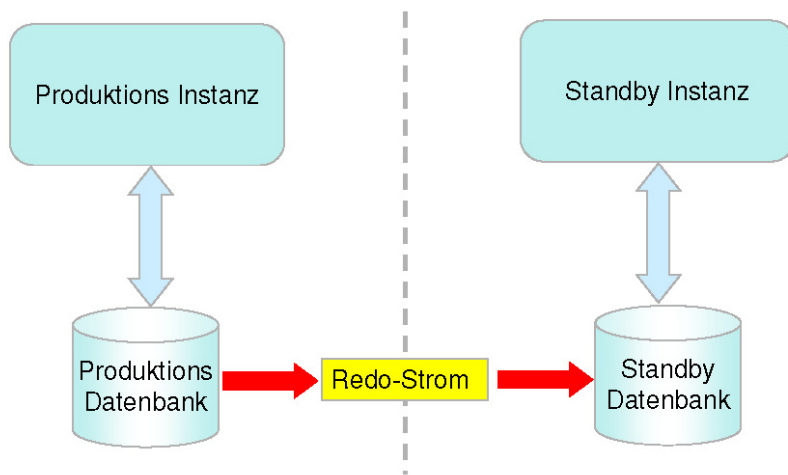 Produktions Instanz
Standby Instanz
Produktions
Datenbank
Redo-Strom
Standby
Datenbank